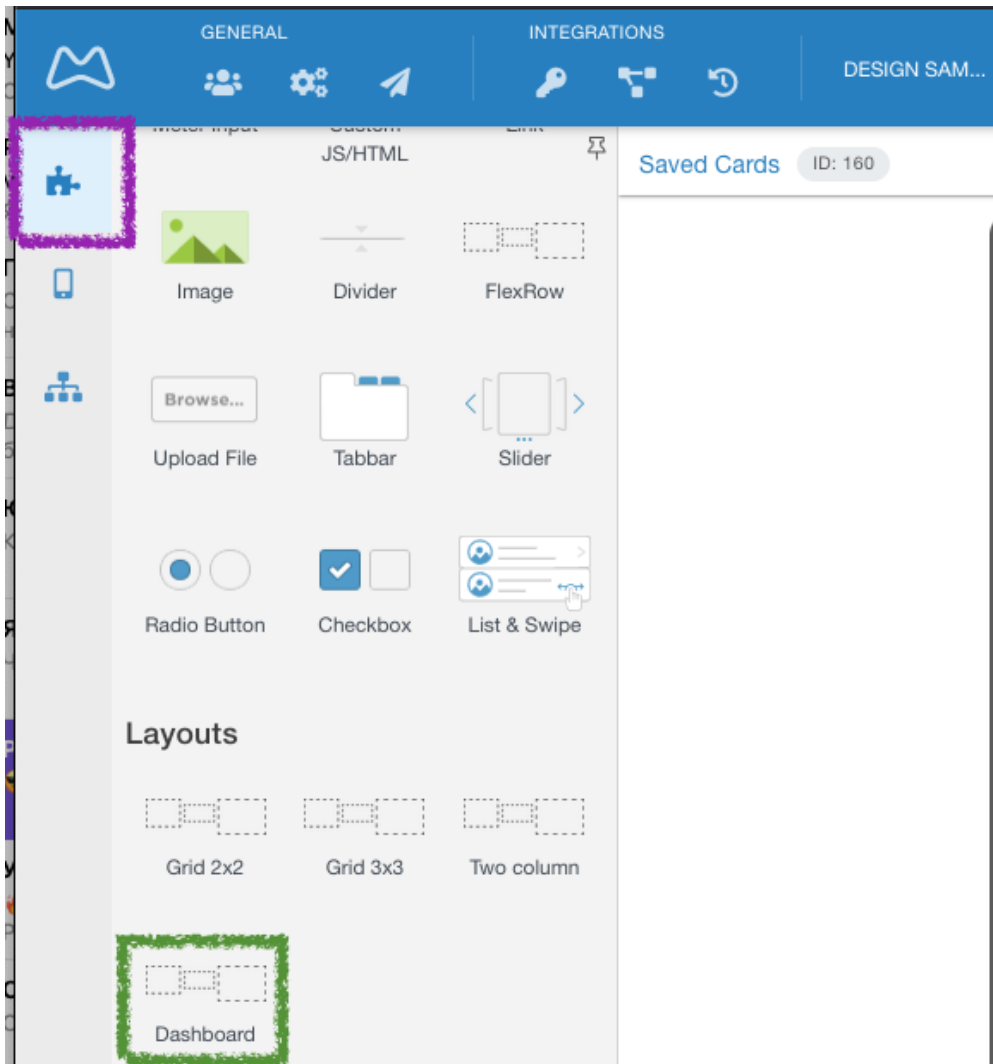 GENERAL
INTEGRATIONS
DESIGN SAM...
JS/HTML
Saved Cards
ID: 160
Image
Divider
FlexRow
Browse...
Upload File
Tabbar
Slider
Radio Button
Checkbox
List & Swipe
Layouts
Grid 2x2
Grid 3x3
Two column
Dashboard